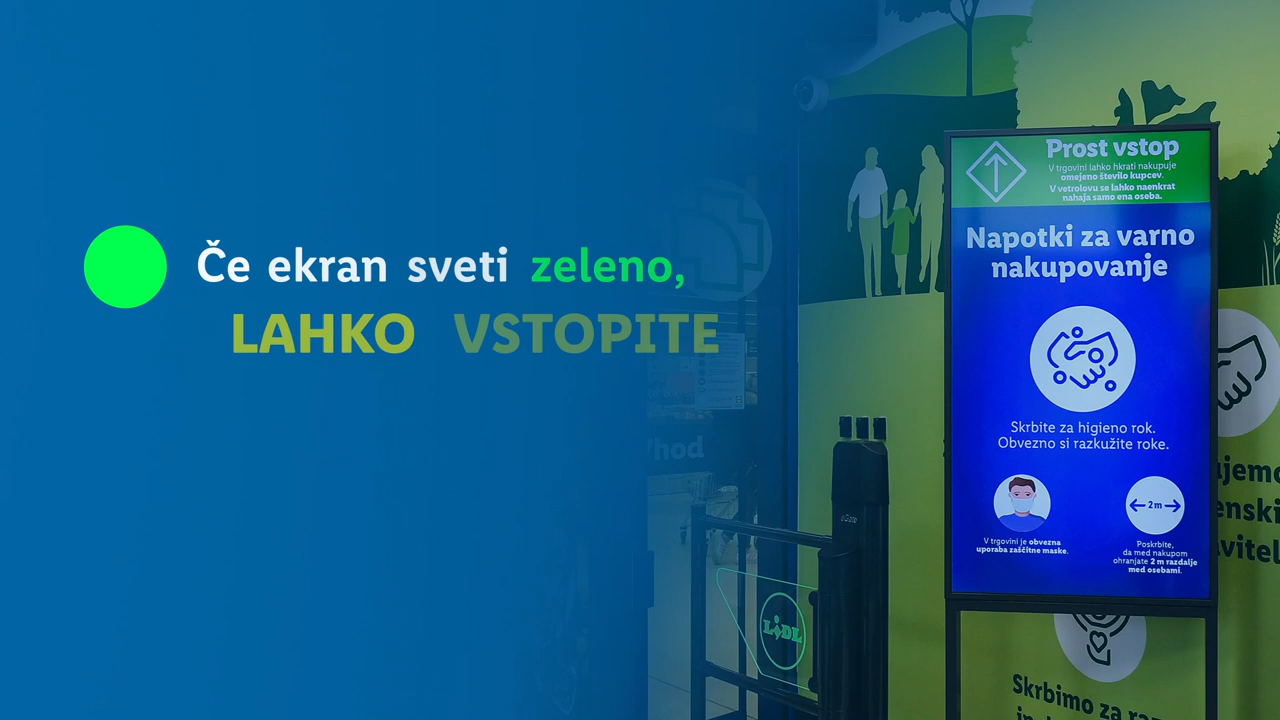 Če ekran sveti zeleno,
LAHKO VSTOPITE
Prost vstop
V trgovini lahko hkrati nakupuje
omejeno število kupcev.
V vetrolovu se lahko naenkrat
nahaja samo ena oseba.
Napotki za varno
nakupovanje
Skrbite za higieno rok.
Obvezno si razkužite roke.
V trgovini je obvezna
uporaba zaščitne maske.
2 m
Poskrbite,
da med nakupom
ohranjate 2 m razdalje
med osebami.
LIDL
Skrbimo za